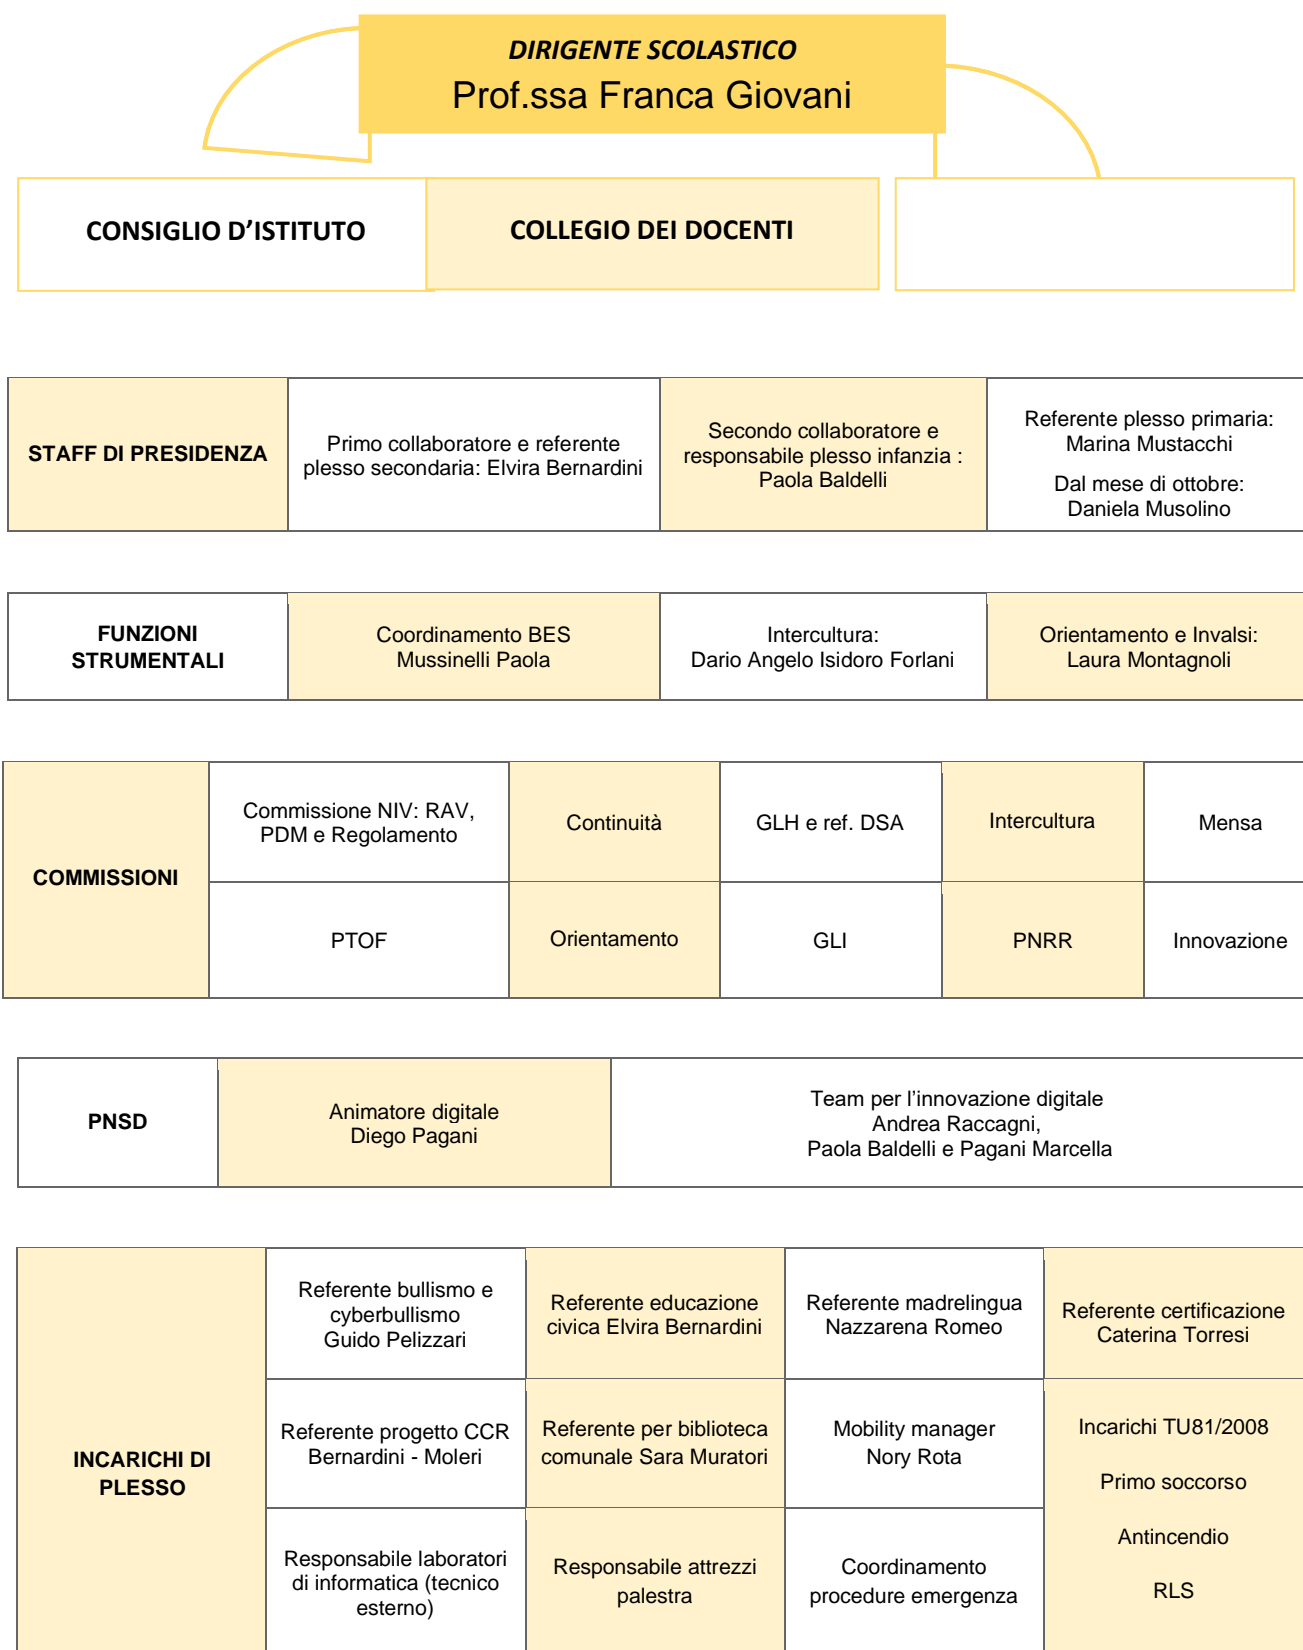 DIRIGENTE SCOLASTICO
Prof.ssa Franca Giovani
CONSIGLIO D’ISTITUTO
COLLEGIO DEI DOCENTI
STAFF DI PRESIDENZA
Primo collaboratore e referente
plesso secondaria: Elvira Bernardini
Secondo collaboratore e
responsabile plesso infanzia :
Paola Baldelli
Referente plesso primaria:
Marina Mustacchi
Dal mese di ottobre:
Daniela Musolino
FUNZIONI
STRUMENTALI
Coordinamento BES
Mussinelli Paola
Intercultura:
Dario Angelo Isidoro Forlani
Orientamento e Invalsi:
Laura Montagnoli
COMMISSIONI
Commissione NIV: RAV,
PDM e Regolamento
Continuità
GLH e ref. DSA
Intercultura
Mensa
PTOF
Orientamento
GLI
PNRR
Innovazione
PNSD
Animatore digitale
Diego Pagani
Team per l’innovazione digitale
Andrea Raccagni,
Paola Baldelli e Pagani Marcella
INCARICHI DI
PLESSO
Referente bullismo e
cyberbullismo
Guido Pelizzari
Referente educazione
civica Elvira Bernardini
Referente madrelingua
Nazzarena Romeo
Referente certificazione
Caterina Torresi
Referente progetto CCR
Bernardini - Moleri
Referente per biblioteca
comunale Sara Muratori
Mobility manager
Nory Rota
Incarichi TU81/2008
Primo soccorso
Antincendio
RLS
Responsabile laboratori
di informatica (tecnico
esterno)
Responsabile attrezzi
palestra
Coordinamento
procedure emergenza